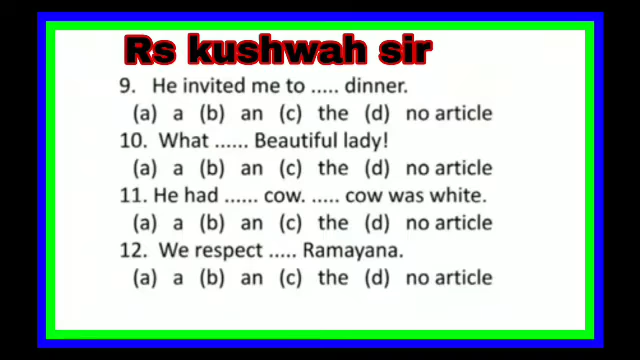 Rs kushwah sir
9. He invited me to ..... dinner.
(a) a (b) an (c) the (d) no article
10. What ...... Beautiful lady!
(a) a (b) an (c) the (d) no article
11. He had ...... cow. ..... cow was white.
(a) a (b) an (c) the (d) no article
12. We respect ..... Ramayana.
(a) a (b) an (c) the (d) no article